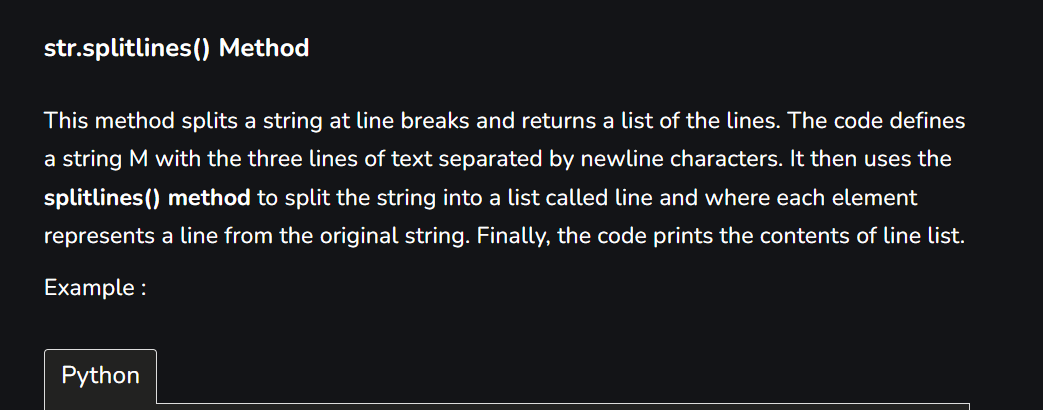 str.splitlines() Method
This method splits a string at line breaks and returns a list of the lines. The code defines
a string M with the three lines of text separated by newline characters. It then uses the
splitlines() method to split the string into a list called line and where each element
represents a line from the original string. Finally, the code prints the contents of line list.
Example :
Python